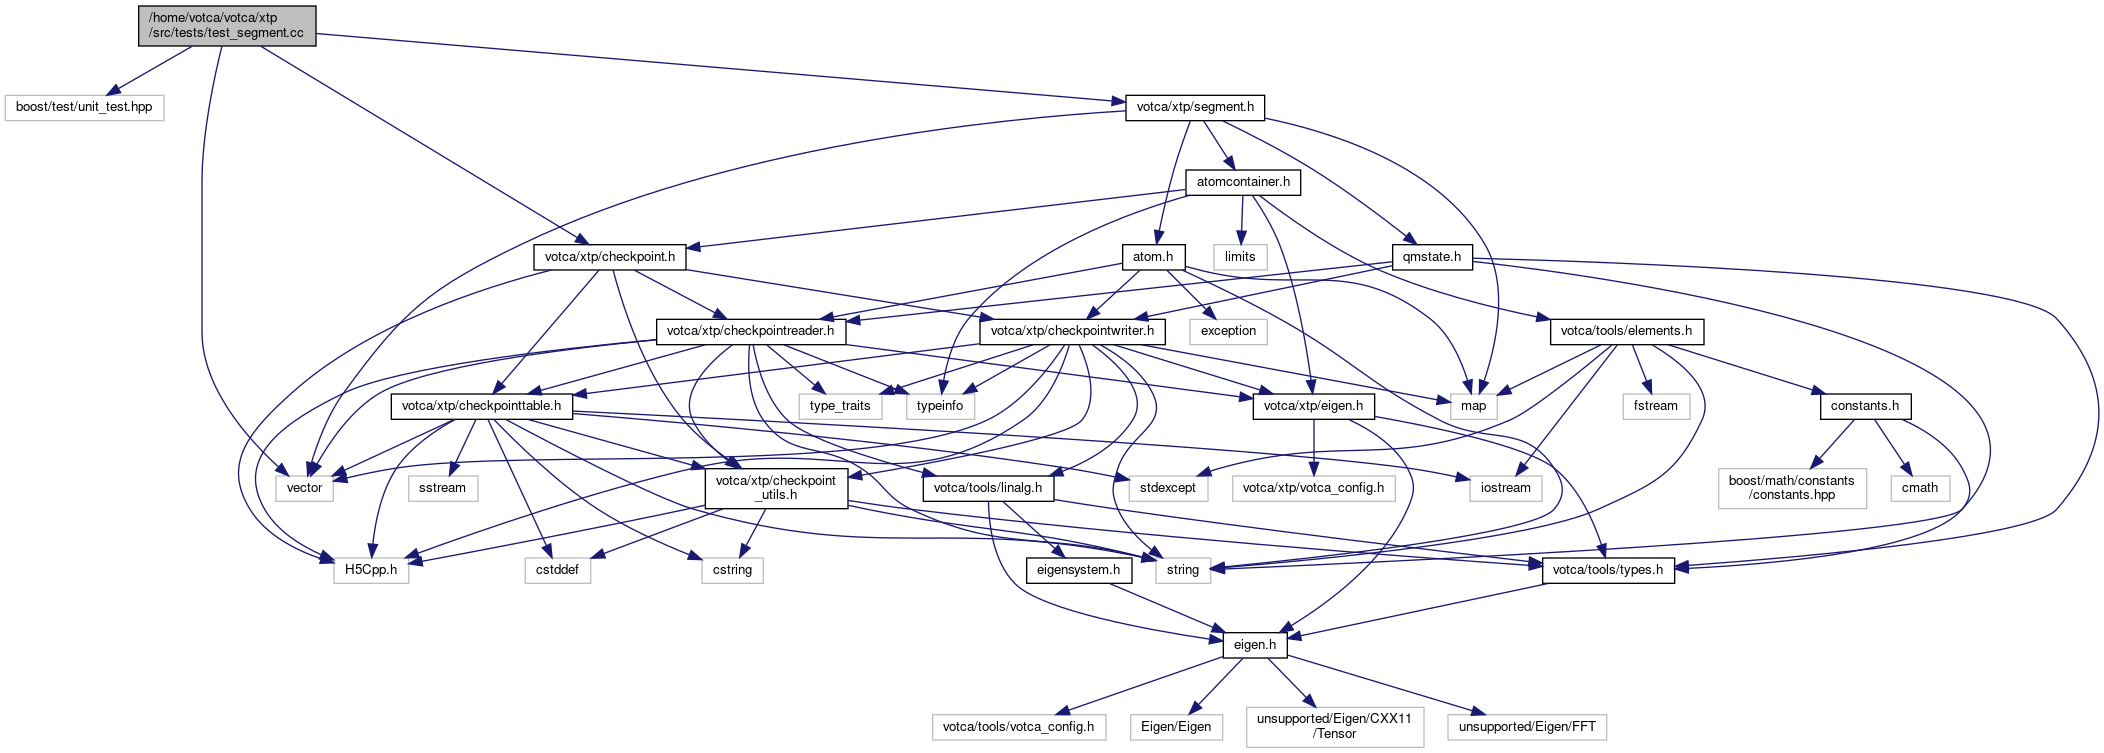 /home/votca/votca/xtp
/src/tests/test_segment.cc
boost/test/unit_test.hpp
votca/xtp/segment.h
atomcontainer.h
votca/xtp/checkpoint.h
atom.h
limits
qmstate.h
votca/xtp/checkpointreader.h
votca/xtp/checkpointwriter.h
exception
votca/tools/elements.h
votca/xtp/checkpointtable.h
type_traits
typeinfo
votca/xtp/eigen.h
map
fstream
constants.h
vector
sstream
votca/xtp/checkpoint
_utils.h
votca/tools/linalg.h
stdexcept
votca/xtp/votca_config.h
iostream
boost/math/constants
/constants.hpp
cmath
H5Cpp.h
cstddef
cstring
eigensystem.h
string
votca/tools/types.h
eigen.h
votca/tools/votca_config.h
Eigen/Eigen
unsupported/Eigen/CXX11
/Tensor
unsupported/Eigen/FFT